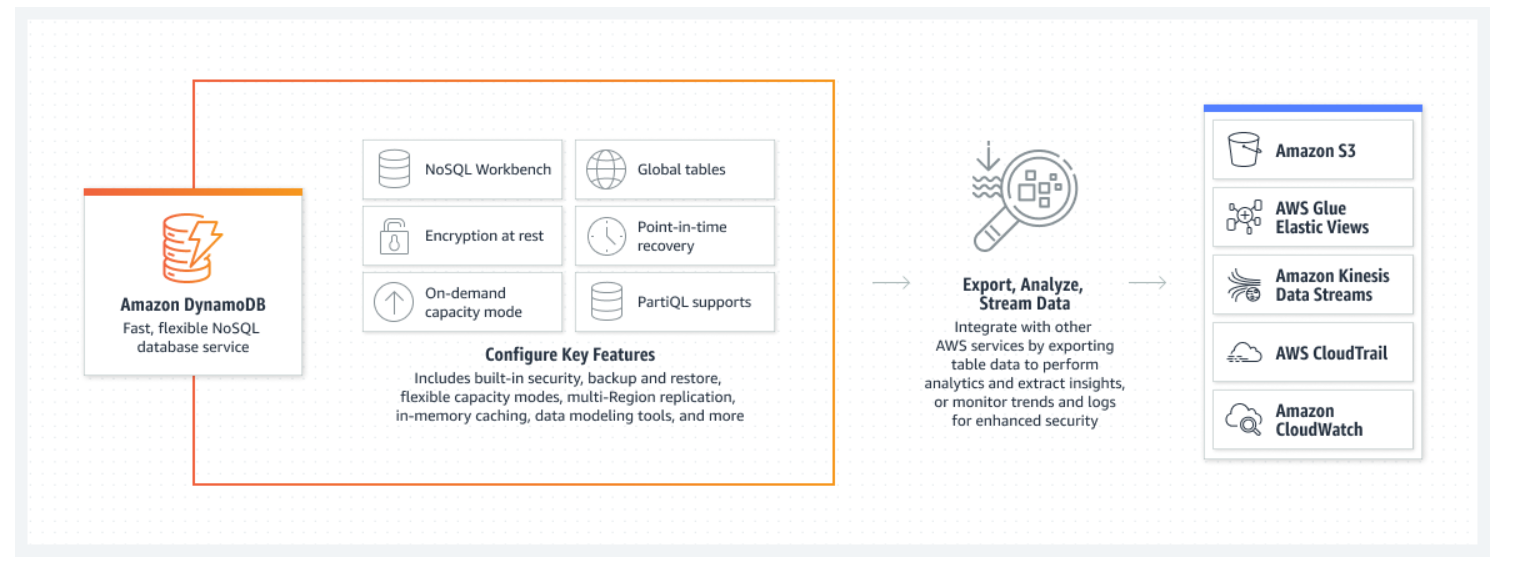 Amazon DynamoDB
Fast, flexible NoSQL
database service
NoSQL Workbench
Global tables
Encryption at rest
Point-in-time
recovery
On-demand
capacity mode
PartiQL supports
Configure Key Features
Includes built-in security, backup and restore,
flexible capacity modes, multi-Region replication,
in-memory caching, data modeling tools, and more
Export, Analyze,
Stream Data
Integrate with other
AWS services by exporting
table data to perform
analytics and extract insights,
or monitor trends and logs
for enhanced security
Amazon S3
AWS Glue
Elastic Views
Amazon Kinesis
Data Streams
AWS CloudTrail
Amazon
CloudWatch